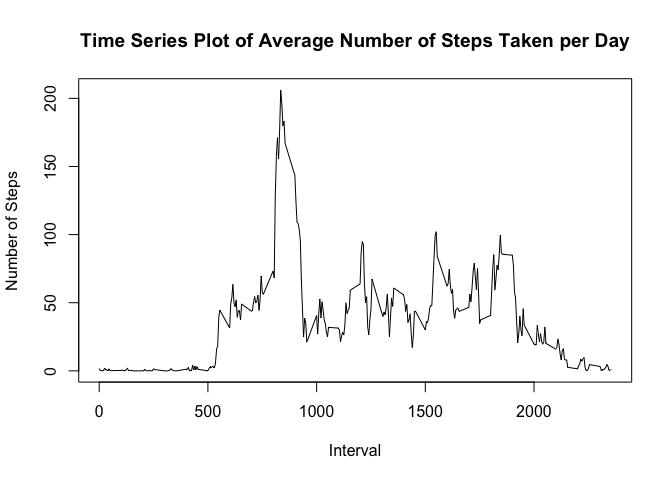 Time Series Plot of Average Number of Steps Taken per Day
Number of Steps
200
150
100
50
0
0 500 1000 1500 2000
Interval